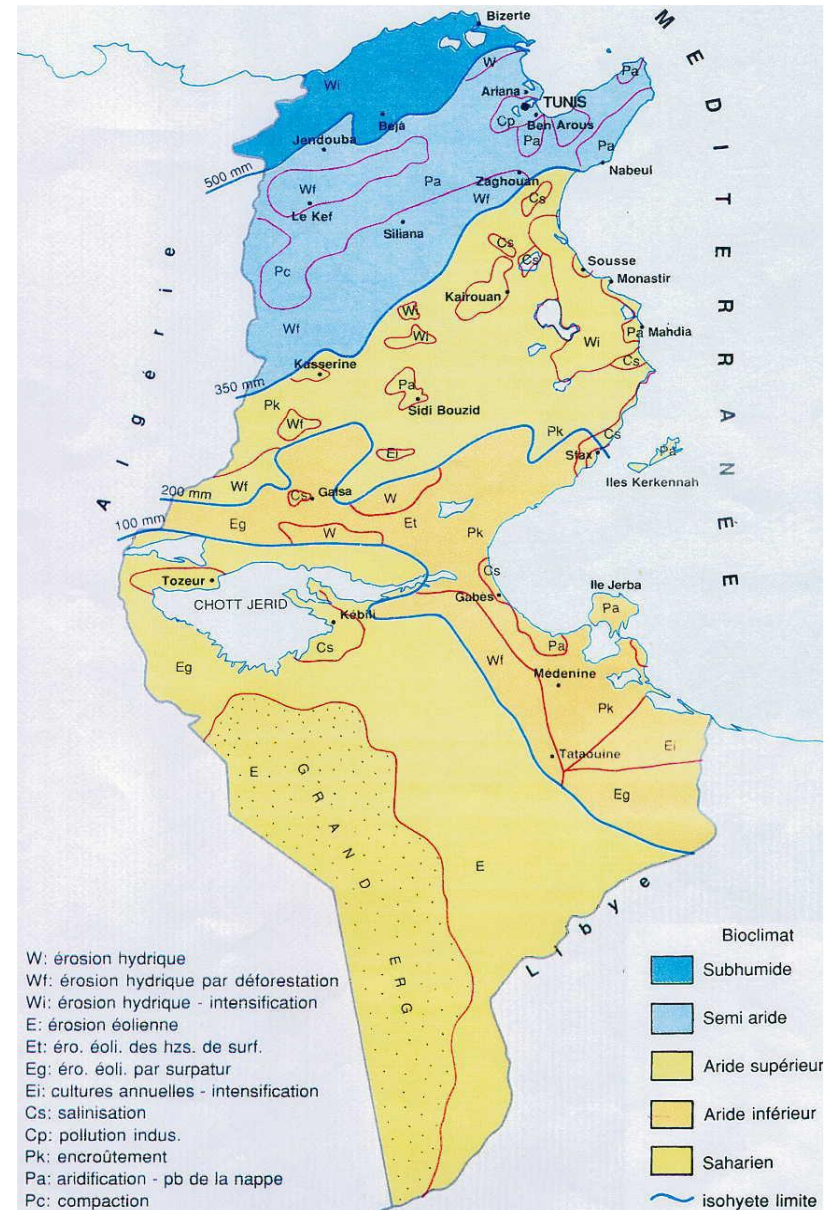 Bizerte
MEDITERRANÉE
W
Pa
Wi
Ariana
TUNIS
Cp
Ben Arous
Béjà
Pa
Jendouba
Pa
500 mm
Nabeul
Pa
Zaghouan
Wf
Wf
Cs
Le Kef
Siliana
Cs
Cs
Sousse
Pc
Monastir
Kairouan
Algérie
Wi
Pa
Mahdia
Wf
Wi
Wi
Cs
Kasserine
350 mm
Pa
Pk
Sidi Bouzid
Wf
Pk
Cs
Ei
Sfax
Pa
Iles Kerkennah
200 mm
Wf
Cs
Gafsa
W
100 mm
Eg
W
Et
Pk
Cs
Tozeur
Ile Jerba
CHOTT JERID
Gabès
Pa
Kébili
Cs
Pa
Eg
Wf
Médenine
Pk
Ei
Tataouine
E
GRAND ERG
Eg
E
Libye
W: érosion hydrique
Wf: érosion hydrique par déforestation
Wi: érosion hydrique - intensification
E: érosion éolienne
Et: éro. éoli. des hzs. de surf.
Eg: éro. éoli. par surpatur
Ei: cultures annuelles - intensification
Cs: salinisation
Cp: pollution indus.
Pk: encroûtement
Pa: aridification - pb de la nappe
Pc: compaction
Bioclimat
Subhumide
Semi aride
Aride supérieur
Aride inférieur
Saharien
isohyete limite